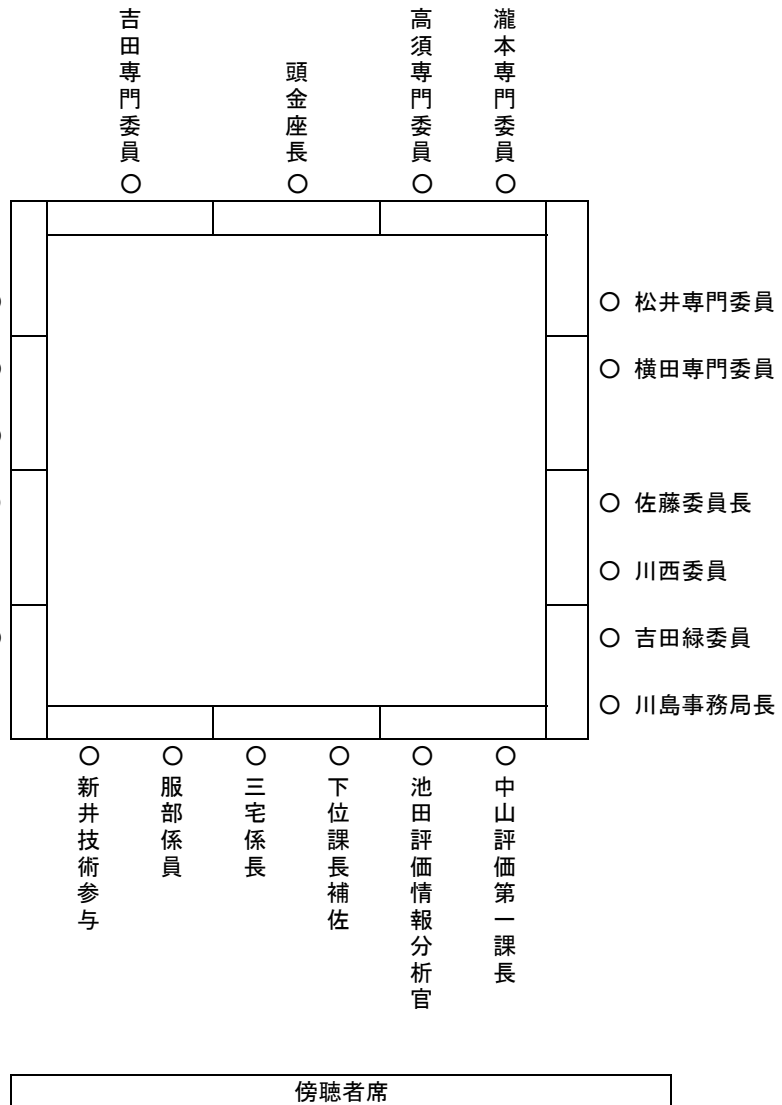 吉田専門委員
頭金座長
高須専門委員
瀧本専門委員
松井専門委員
横田専門委員
佐藤委員長
川西委員
吉田緑委員
川島事務局長
新井技術参与
服部係員
三宅係長
下位課長補佐
池田評価情報分析官
中山評価第一課長
傍聴者席